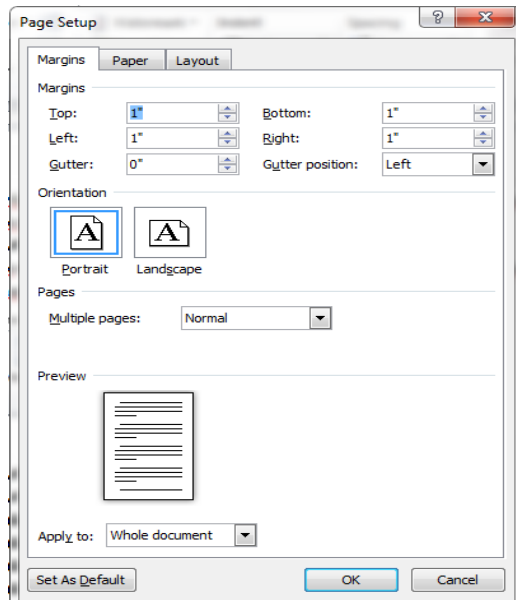 Page Setup
Margins Paper Layout
Margins
Top: 1" Bottom: 1"
Left: 1" Right: 1"
Gutter: 0" Gutter position: Left
Orientation
A A
Portrait Landscape
Pages
Multiple pages: Normal
Preview
Apply to: Whole document
Set As Default OK Cancel